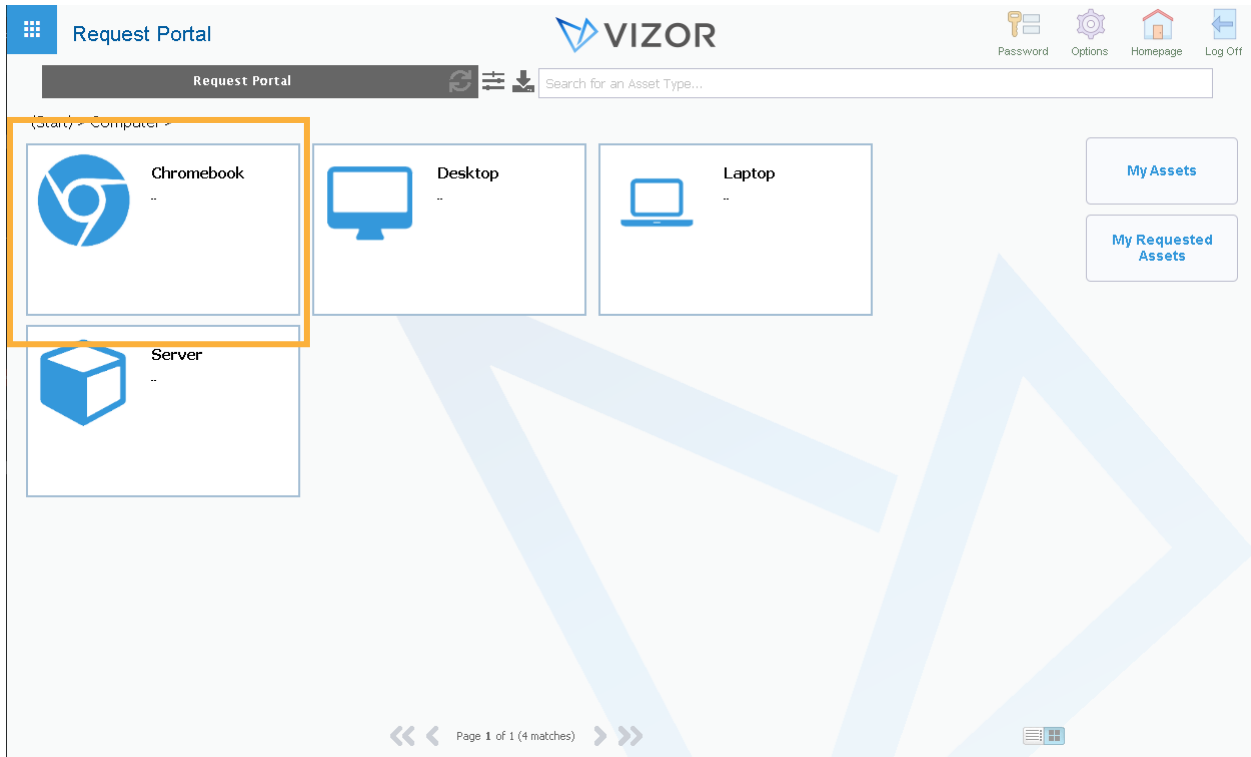 Request Portal
VIZOR
Password
Options
Homepage
Log Off
Request Portal
Search for an Asset Type...
(Start) > Computer >
Chromebook
..
Desktop
..
Laptop
..
My Assets
My Requested
Assets
Server
..
Page 1 of 1 (4 matches)